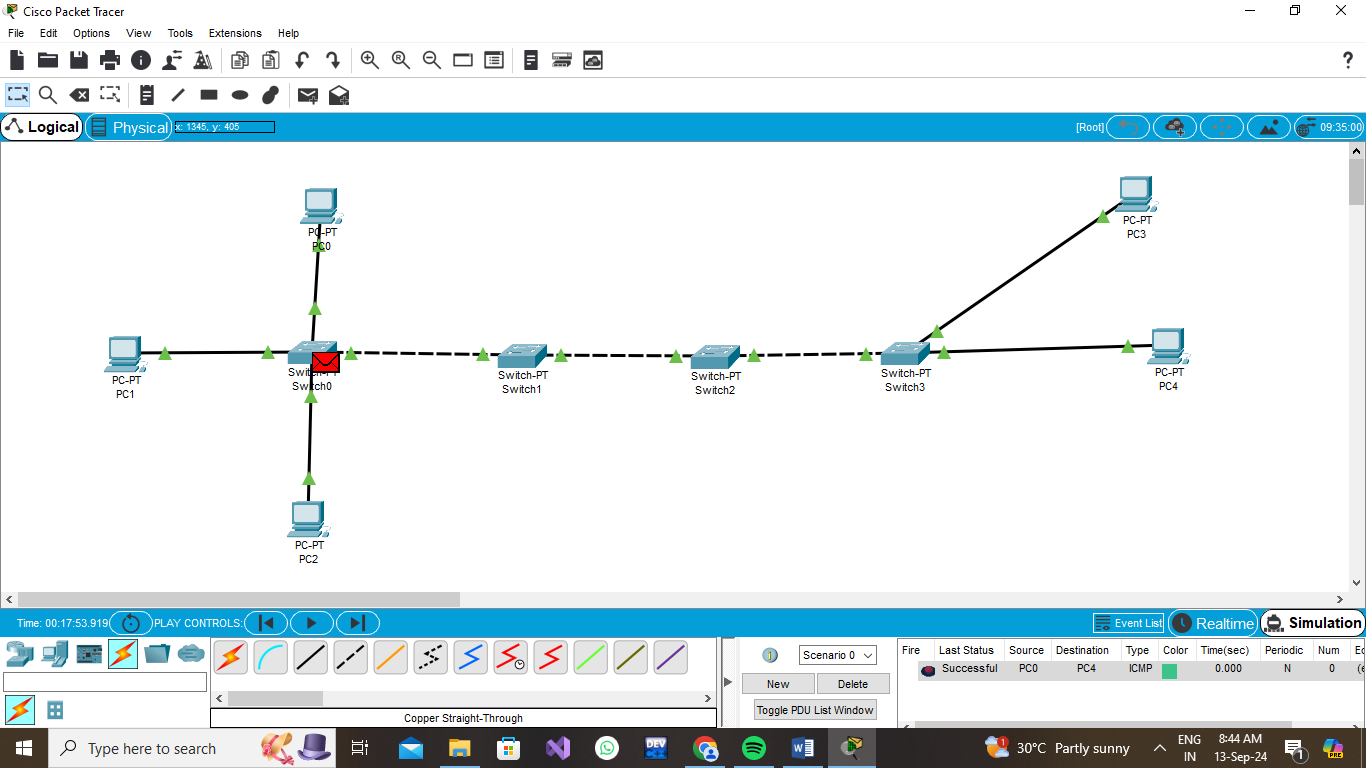 Cisco Packet Tracer
File Edit Options View Tools Extensions Help
R
?
Logical Physical x: 1345, y: 405 [Root] 09:35:00
PC-PT
PC0
PC-PT
PC3
PC-PT
PC1
Switch-PT
Switch0
Switch-PT
Switch1
Switch-PT
Switch2
Switch-PT
Switch3
PC-PT
PC4
PC-PT
PC2
Time: 00:17:53.919 PLAY CONTROLS: Event List Realtime Simulation
Scenario 0
New Delete
Toggle PDU List Window
Fire Last Status Source Destination Type Color Time(sec) Periodic Num
Successful PC0 PC4 ICMP 0.000 N 0
Copper Straight-Through
Type here to search
DEV
30°C Partly sunny
ENG
IN
8:44 AM
13-Sep-24
1
PRE